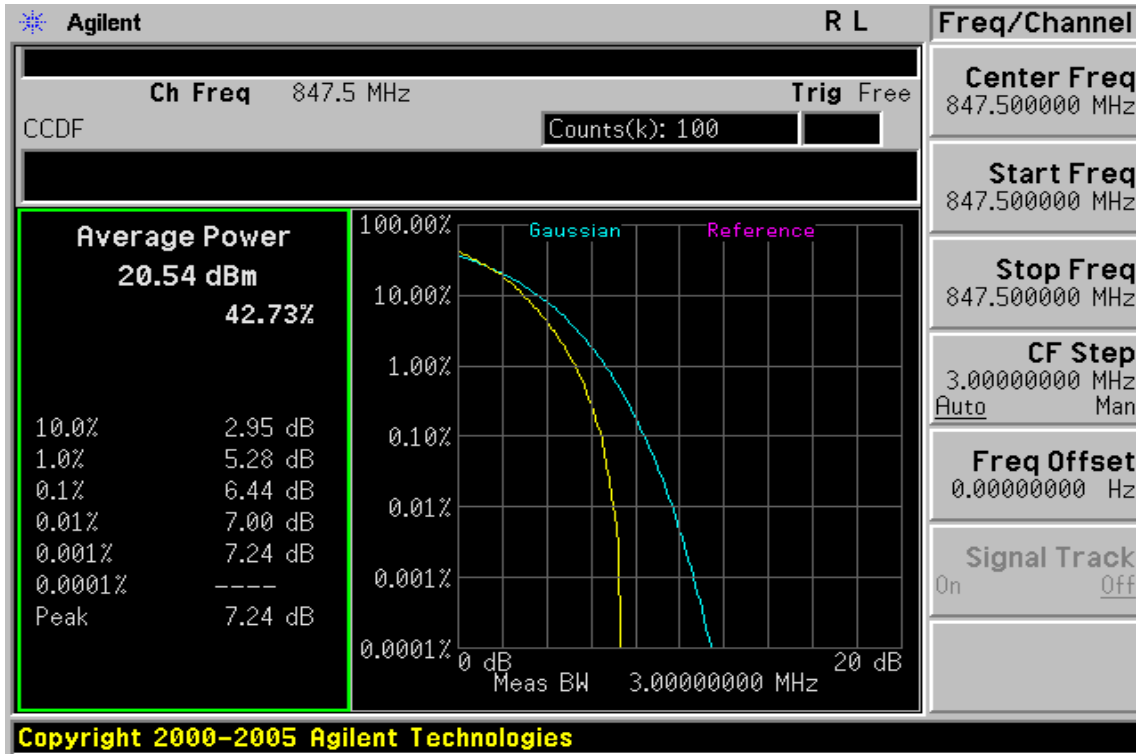 Agilent
R L
Ch Freq 847.5 MHz
Trig Free
CCDF
Counts(k): 100
Average Power
20.54 dBm
42.73%
10.0% 2.95 dB
1.0% 5.28 dB
0.1% 6.44 dB
0.01% 7.00 dB
0.001% 7.24 dB
0.0001% ----
Peak 7.24 dB
Gaussian Reference
100.00%
10.00%
1.00%
0.10%
0.01%
0.001%
0.0001%
0 dB 20 dB
Meas BW 3.00000000 MHz
Freq/Channel
Center Freq
847.500000 MHz
Start Freq
847.500000 MHz
Stop Freq
847.500000 MHz
CF Step
3.00000000 MHz
Auto Man
Freq Offset
0.00000000 Hz
Signal Track
On Off
Copyright 2000-2005 Agilent Technologies